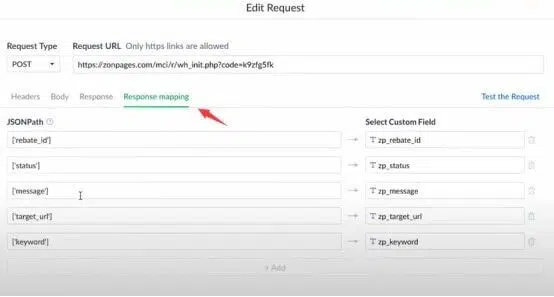 Edit Request
Request Type Request URL Only https links are allowed
POST https://zonpages.com/mci/r/wh_init.php?code=k9zfg5fk
Headers Body Response Response mapping Test the Request
JSONPath Select Custom Field
['rebate_id'] → T zp_rebate_id
['status'] → T zp_status
['message'] → T zp_message
['target_url'] → T zp_target_url
['keyword'] → T zp_keyword
+ Add